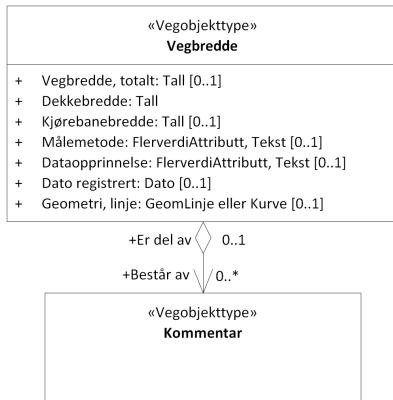 «Vegobjekttype»
Vegbredde
+ Vegbredde, totalt: Tall [0..1]
+ Dekkebredde: Tall
+ Kjørebanebredde: Tall [0..1]
+ Målemetode: FlerverdiAttributt, Tekst [0..1]
+ Dataopprinnelse: FlerverdiAttributt, Tekst [0..1]
+ Dato registrert: Dato [0..1]
+ Geometri, linje: GeomLinje eller Kurve [0..1]
+Er del av 0..1
+Består av 0..*
«Vegobjekttype»
Kommentar